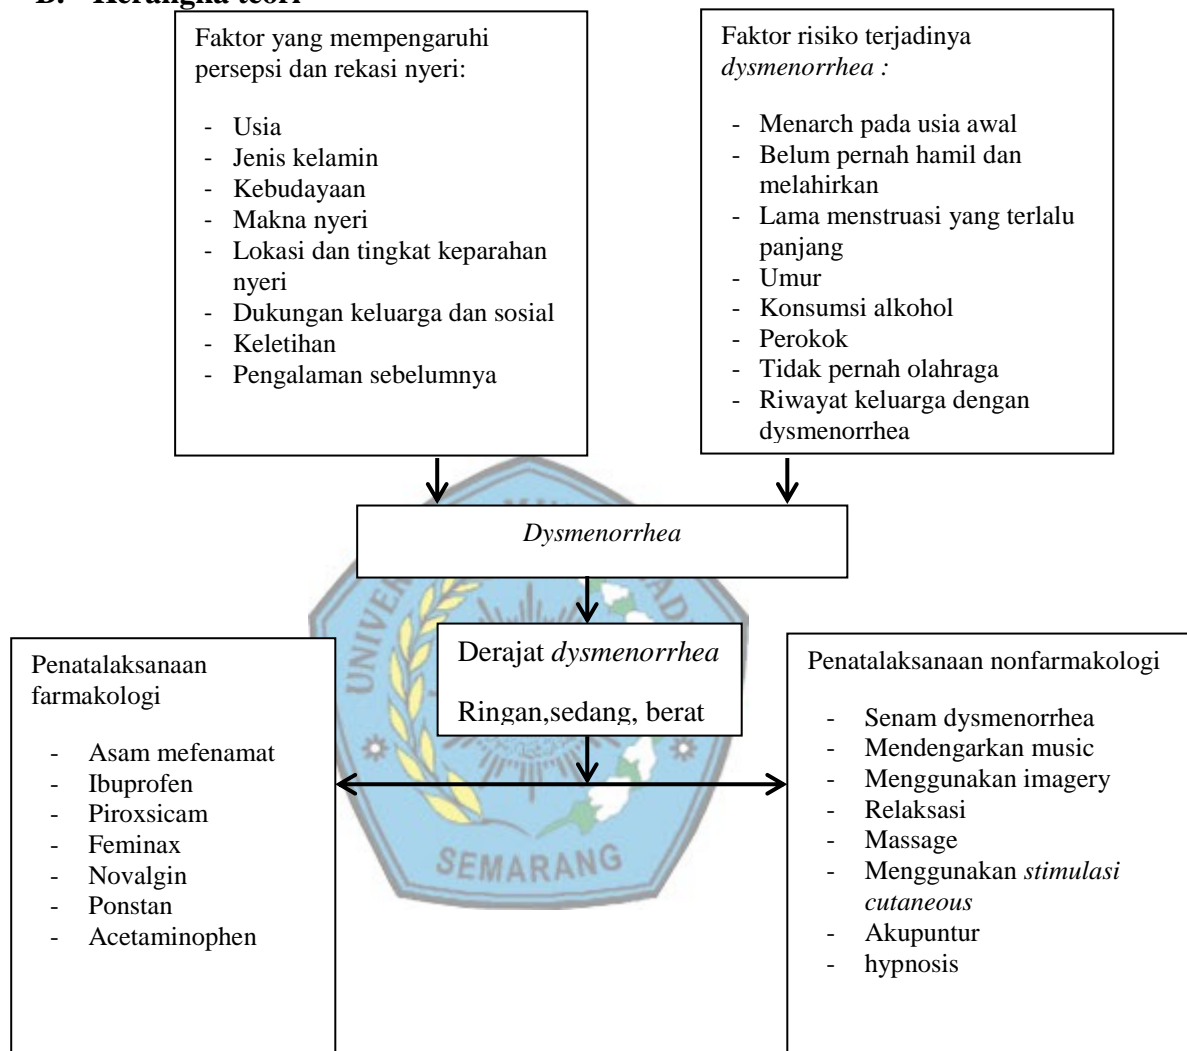 B. Kerangka teori
Faktor yang mempengaruhi
persepsi dan rekasi nyeri:
- Usia
- Jenis kelamin
- Kebudayaan
- Makna nyeri
- Lokasi dan tingkat keparahan
nyeri
- Dukungan keluarga dan sosial
- Keletihan
- Pengalaman sebelumnya
Faktor risiko terjadinya
dysmenorrhea :
- Menarch pada usia awal
- Belum pernah hamil dan
melahirkan
- Lama menstruasi yang terlalu
panjang
- Umur
- Konsumsi alkohol
- Perokok
- Tidak pernah olahraga
- Riwayat keluarga dengan
dysmenorrhea
Dysmenorrhea
Derajat dysmenorrhea
Ringan,sedang, berat
Penatalaksanaan
farmakologi
- Asam mefenamat
- Ibuprofen
- Piroxsicam
- Feminax
- Novalgin
- Ponstan
- Acetaminophen
Penatalaksanaan nonfarmakologi
- Senam dysmenorrhea
- Mendengarkan music
- Menggunakan imagery
- Relaksasi
- Massage
- Menggunakan stimulasi
cutaneous
- Akupuntur
- hypnosis
SEMARANG